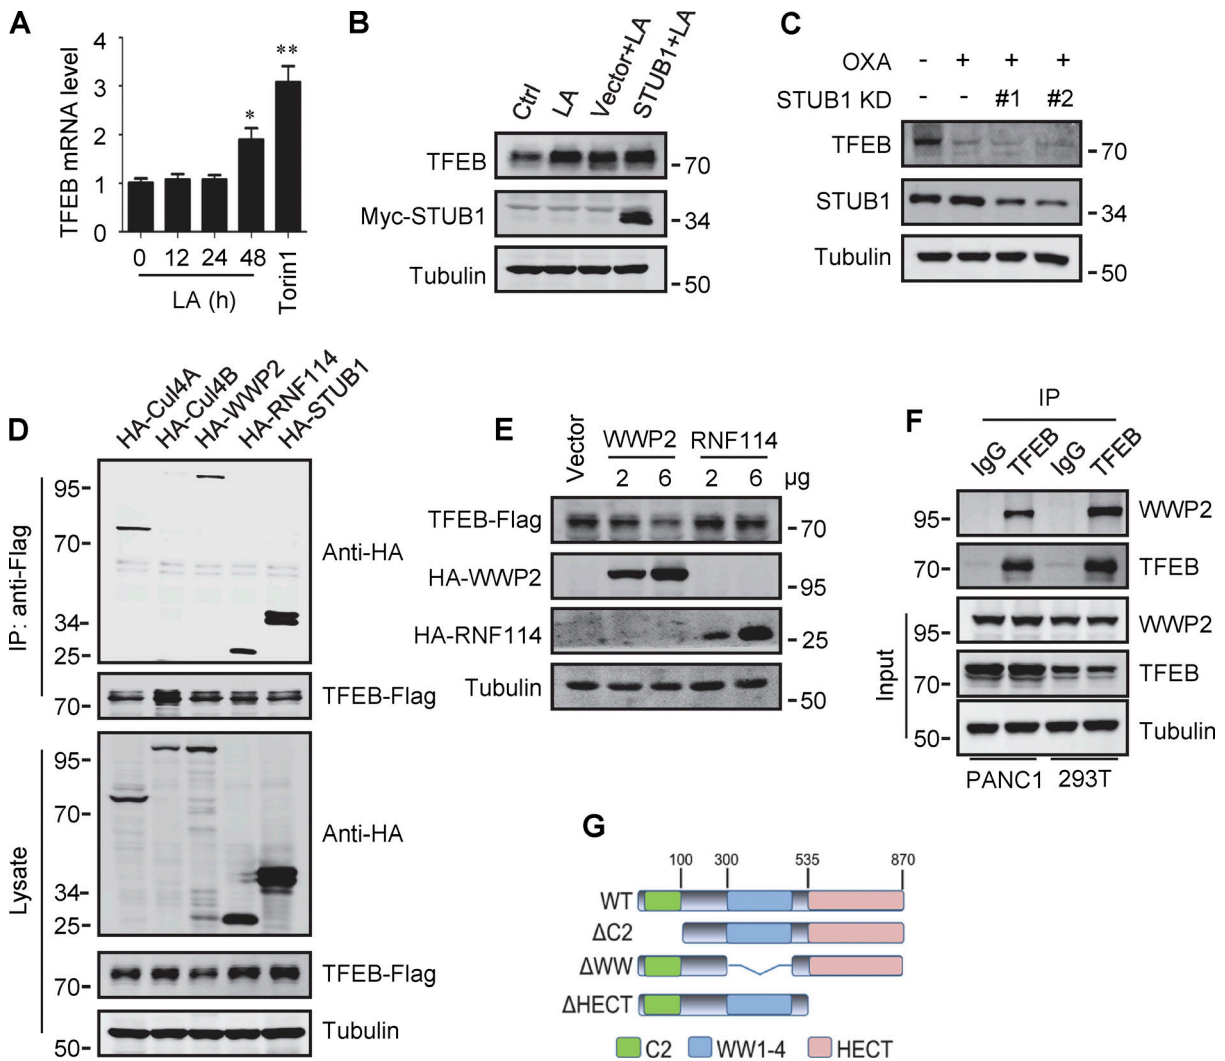 A
TFEB mRNA level
4
3
2
1
0
*
**
0 12 24 48 Torin1
LA (h)
B
Ctrl LA Vector+LA STUB1+LA
TFEB -70
Myc-STUB1 -34
Tubulin -50
C
OXA - + + +
STUB1 KD - - #1 #2
TFEB -70
STUB1 -34
Tubulin -50
D
HA-Cul4A HA-Cul4B HA-WWP2 HA-RNF114 HA-STUB1
IP: anti-Flag
95-
70-
34-
25-
Anti-HA
70- TFEB-Flag
Lysate
95-
70-
34-
25-
Anti-HA
70- TFEB-Flag
50- Tubulin
E
Vector WWP2 RNF114
2 6 2 6 µg
TFEB-Flag -70
HA-WWP2 -95
HA-RNF114 -25
Tubulin -50
F
IP
IgG TFEB IgG TFEB
95- WWP2
70- TFEB
Input
95- WWP2
70- TFEB
50- Tubulin
PANC1 293T
G
100 300 535 870
WT
ΔC2
ΔWW
ΔHECT
C2 WW1-4 HECT